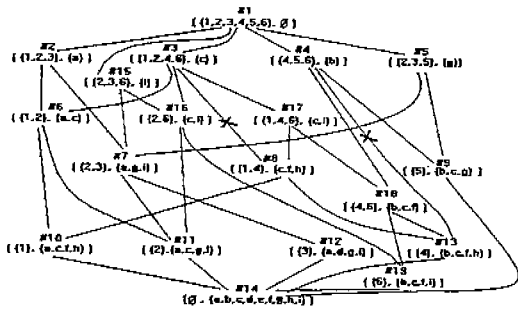 #1
[ {1,2,3,4,5,6}, Ø]
#2
[ {1,2,3}, {a} ]
#3
[ {1,2,4,6}, {c} ]
#4
[ {4,5,6}, {b} ]
#5
[ {2,3,5}, {g} ]
#15
[ {2,3,6}, {i} ]
#6
[ {1,2}, {a,c} ]
#16
[ {2,6}, {c,i} ]
#17
[ {1,4,6}, {c,f} ]
#7
[ {2,3}, {a,g,i} ]
#8
[ {1,4}, {c,f,h} ]
#9
[ {5}, {b,c,g} ]
#18
[ {4,6}, {b,c,f} ]
#10
[ {1}, {a,c,f,h} ]
#11
[ {2}, {a,c,g,i} ]
#12
[ {3}, {a,d,g,i} ]
#13
[ {4}, {b,c,f,h} ]
[ {6}, {b,c,f,i} ]
#14
[Ø, {a,b,c,d,e,f,g,h,i} ]